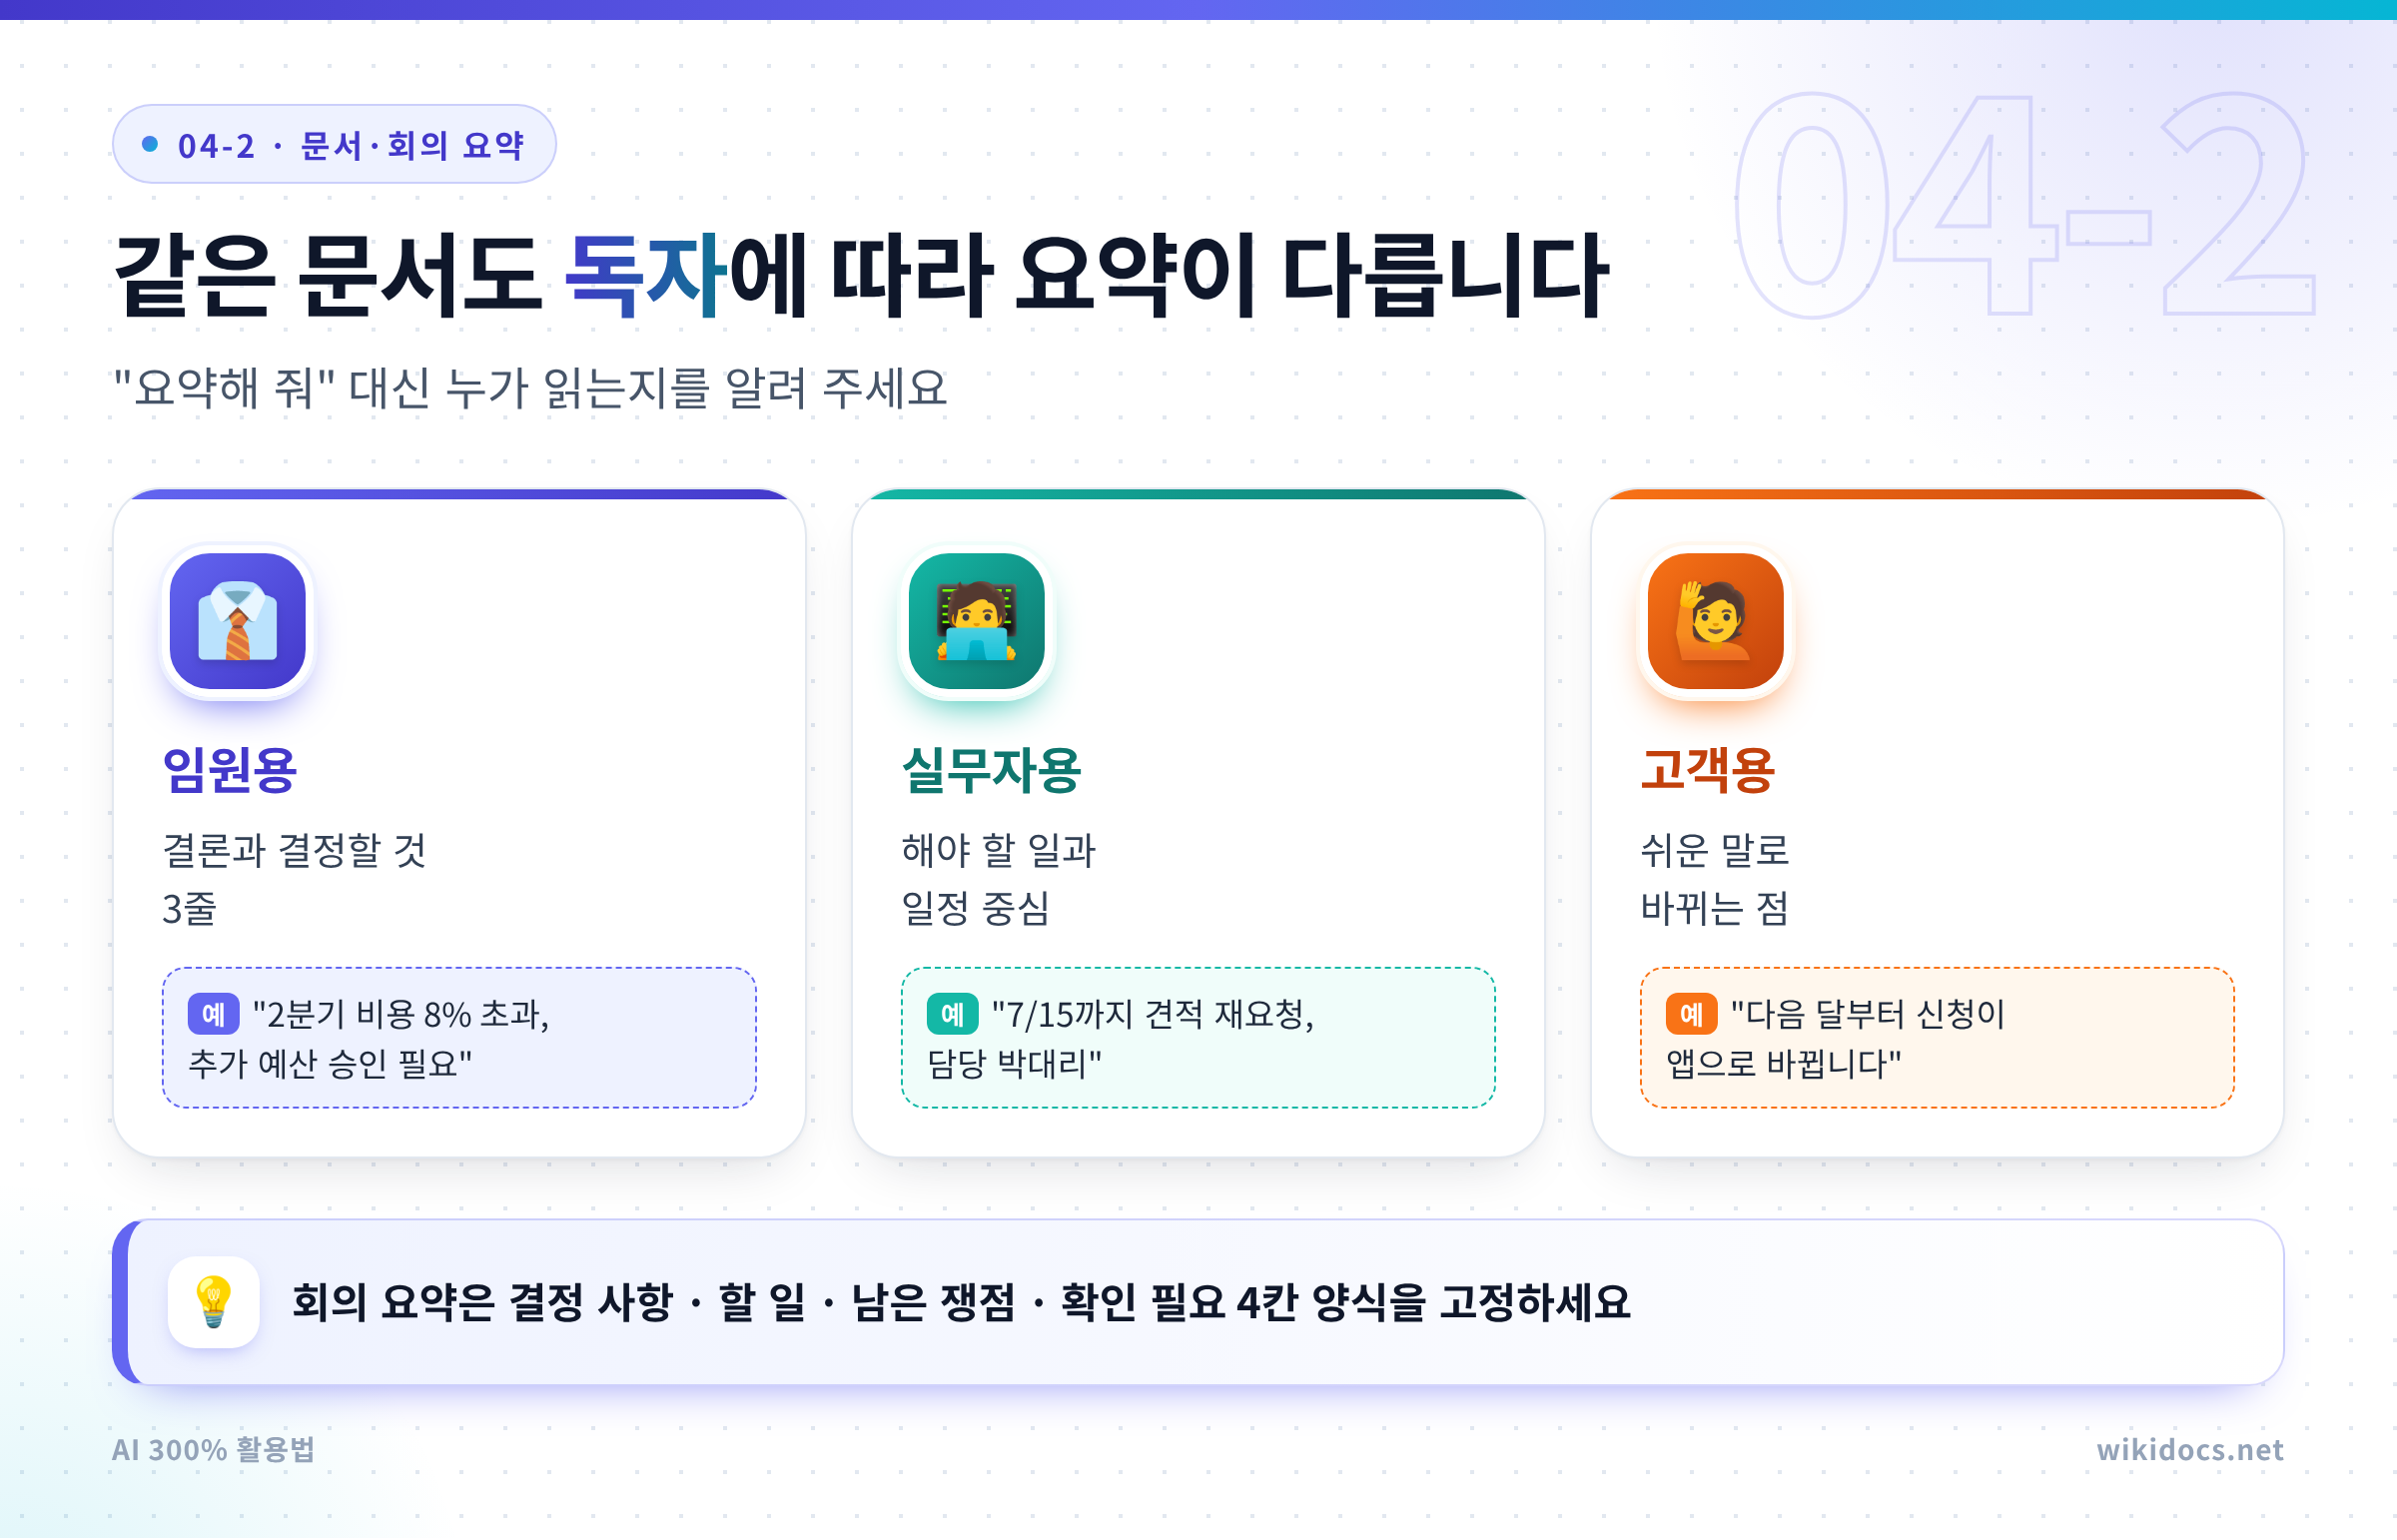 04-2 · 문서·회의 요약
04-2
같은 문서도 독자에 따라 요약이 다릅니다
"요약해 줘" 대신 누가 읽는지를 알려 주세요
임원용
결론과 결정할 것
3줄
예 "2분기 비용 8% 초과,
추가 예산 승인 필요"
실무자용
해야 할 일과
일정 중심
예 "7/15까지 견적 재요청,
담당 박대리"
고객용
쉬운 말로
바뀌는 점
예 "다음 달부터 신청이
앱으로 바뀝니다"
회의 요약은 결정 사항 · 할 일 · 남은 쟁점 · 확인 필요 4칸 양식을 고정하세요
AI 300% 활용법
wikidocs.net